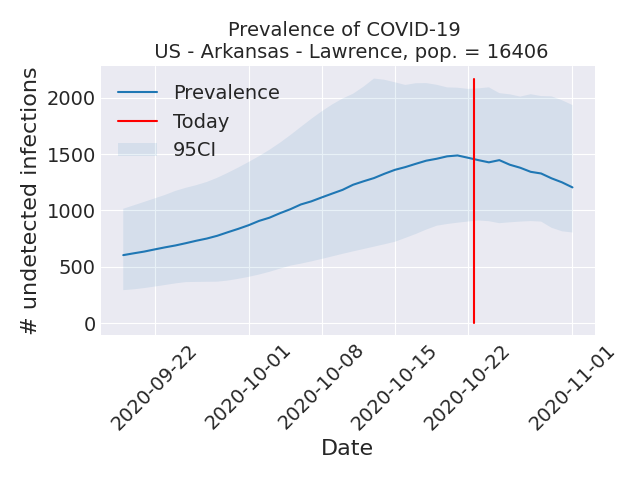 Prevalence of COVID-19
US - Arkansas - Lawrence, pop. = 16406
# undetected infections
2000
1500
1000
500
0
Prevalence
Today
95CI
2020-09-22
2020-10-01
2020-10-08
2020-10-15
2020-10-22
2020-11-01
Date